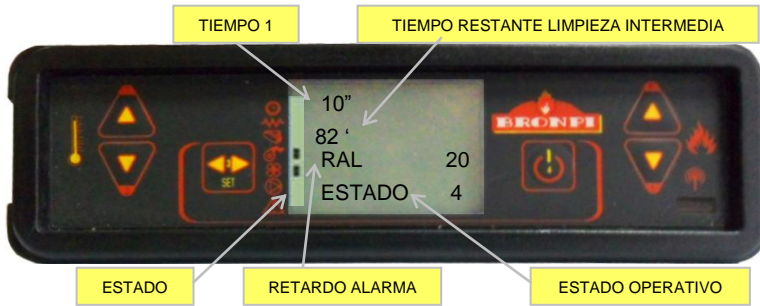 TIEMPO 1
TIEMPO RESTANTE LIMPIEZA INTERMEDIA
10”
82 ‘
RAL 20
ESTADO 4
BRONPI
SET
ESTADO
RETARDO ALARMA
ESTADO OPERATIVO